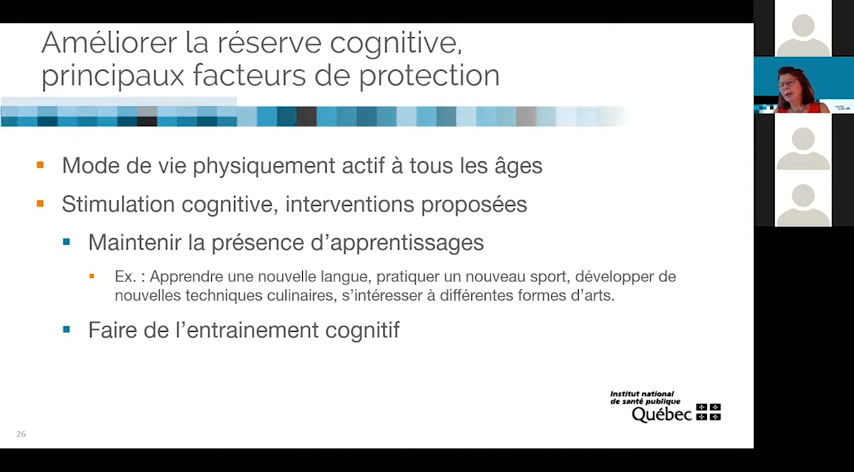 Améliorer la réserve cognitive,
principaux facteurs de protection
Mode de vie physiquement actif à tous les âges
Stimulation cognitive, interventions proposées
Maintenir la présence d'apprentissages
Ex. : Apprendre une nouvelle langue, pratiquer un nouveau sport, développer de
nouvelles techniques culinaires, s'intéresser à différentes formes d'arts.
Faire de l'entrainement cognitif
Institut national
de santé publique
Québec
26